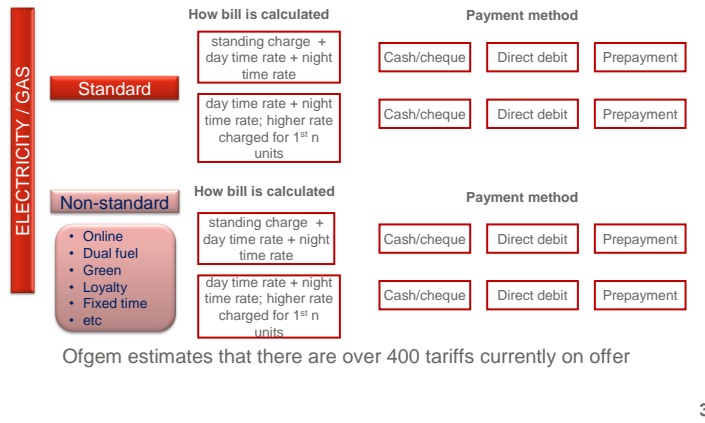 How bill is calculated
Payment method
ELECTRICITY / GAS
Standard
standing charge +
day time rate + night
time rate
Cash/cheque
Direct debit
Prepayment
day time rate + night
time rate; higher rate
charged for 1st n
units
Cash/cheque
Direct debit
Prepayment
Non-standard
How bill is calculated
Payment method
• Online
• Dual fuel
• Green
• Loyalty
• Fixed time
• etc
standing charge +
day time rate + night
time rate
Cash/cheque
Direct debit
Prepayment
day time rate + night
time rate; higher rate
charged for 1st n
units
Cash/cheque
Direct debit
Prepayment
Ofgem estimates that there are over 400 tariffs currently on offer
3